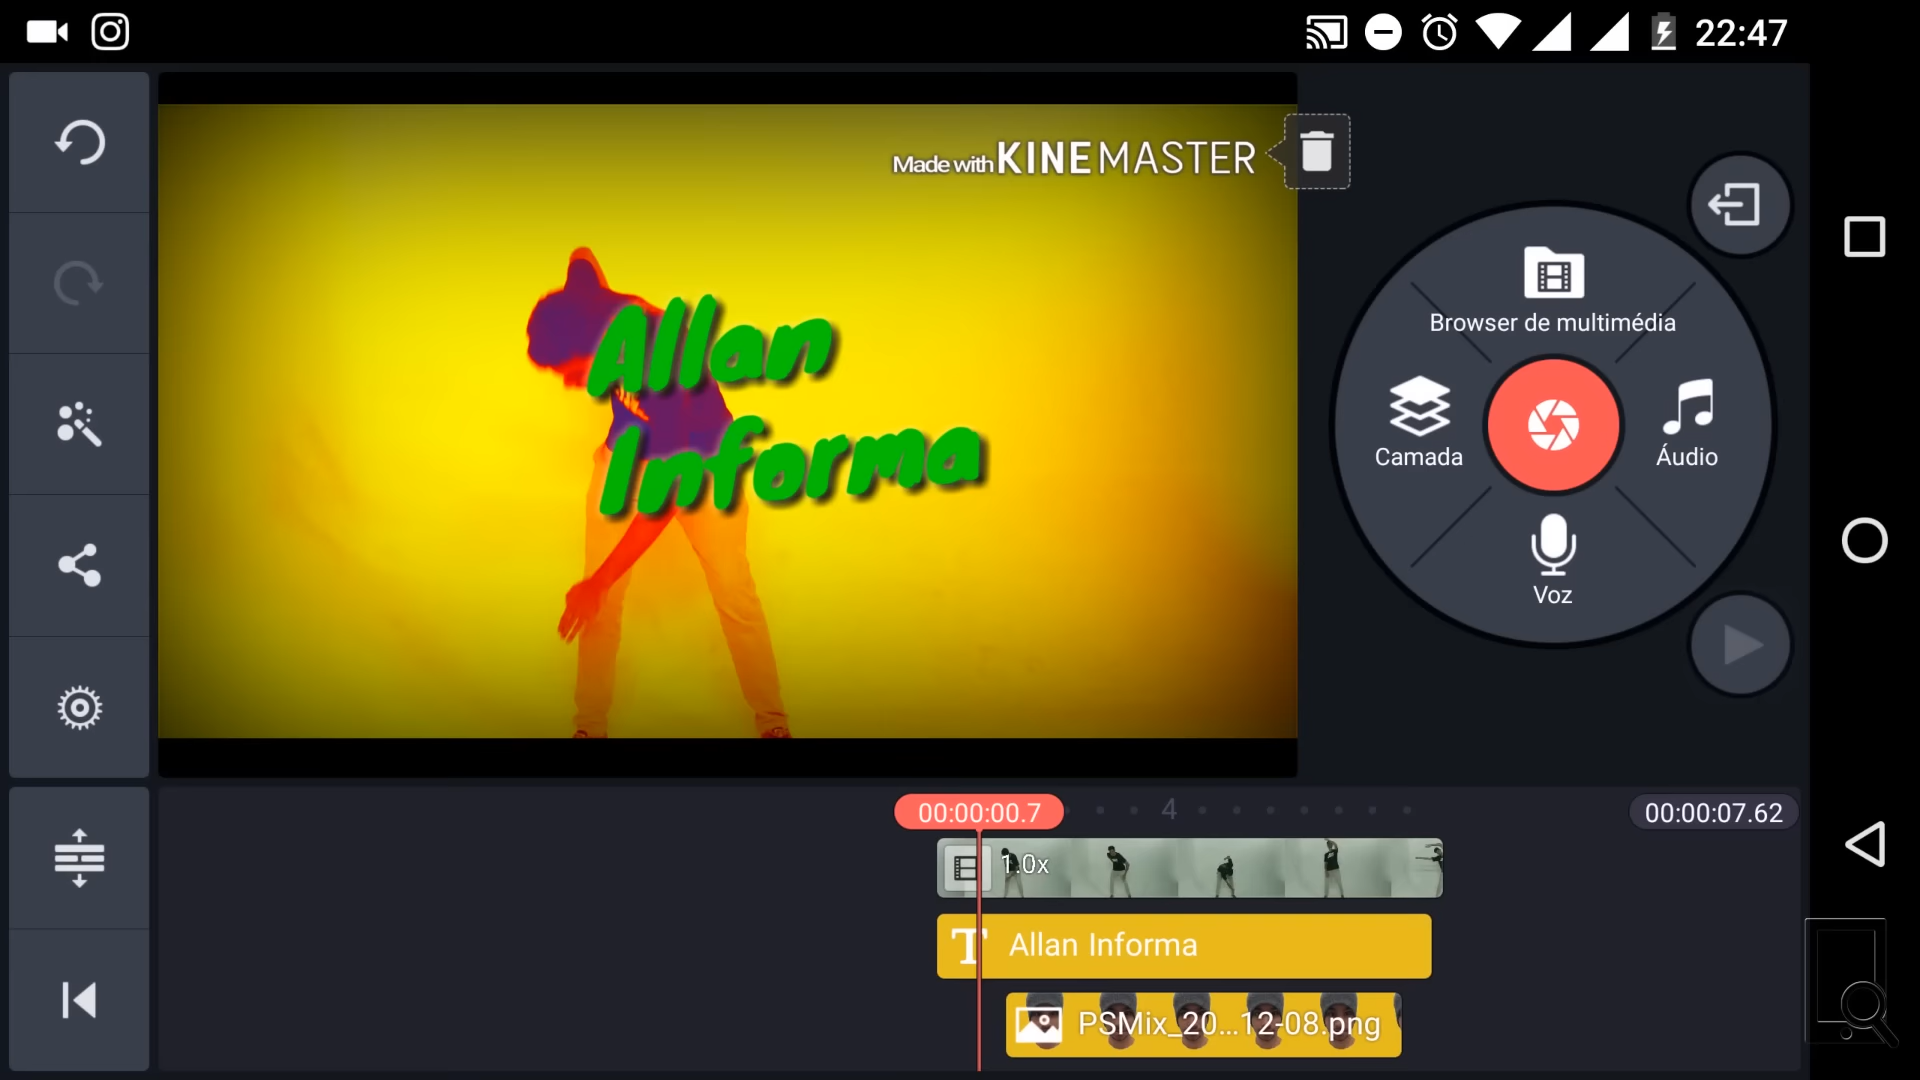 22:47
Made with KINEMASTER
Allan
Informa
Browser de multimédia
Camada
Áudio
Voz
00:00:00.7
4
00:00:07.62
1.0x
T Allan Informa
PSMix_20...12-08.png